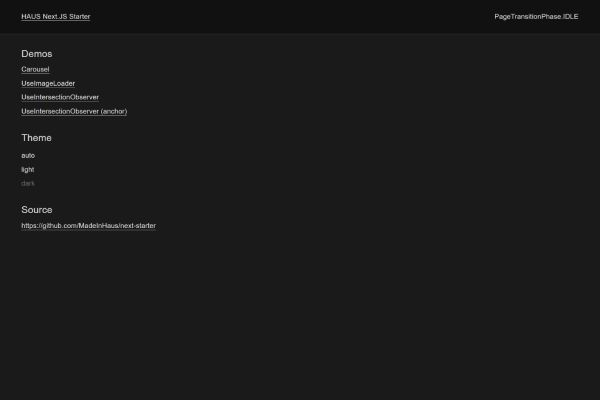 HAUS Next.JS Starter
PageTransitionPhase.IDLE
Demos
Carousel
UseImageLoader
UseIntersectionObserver
UseIntersectionObserver (anchor)
Theme
auto
light
dark
Source
https://github.com/MadeInHaus/next-starter